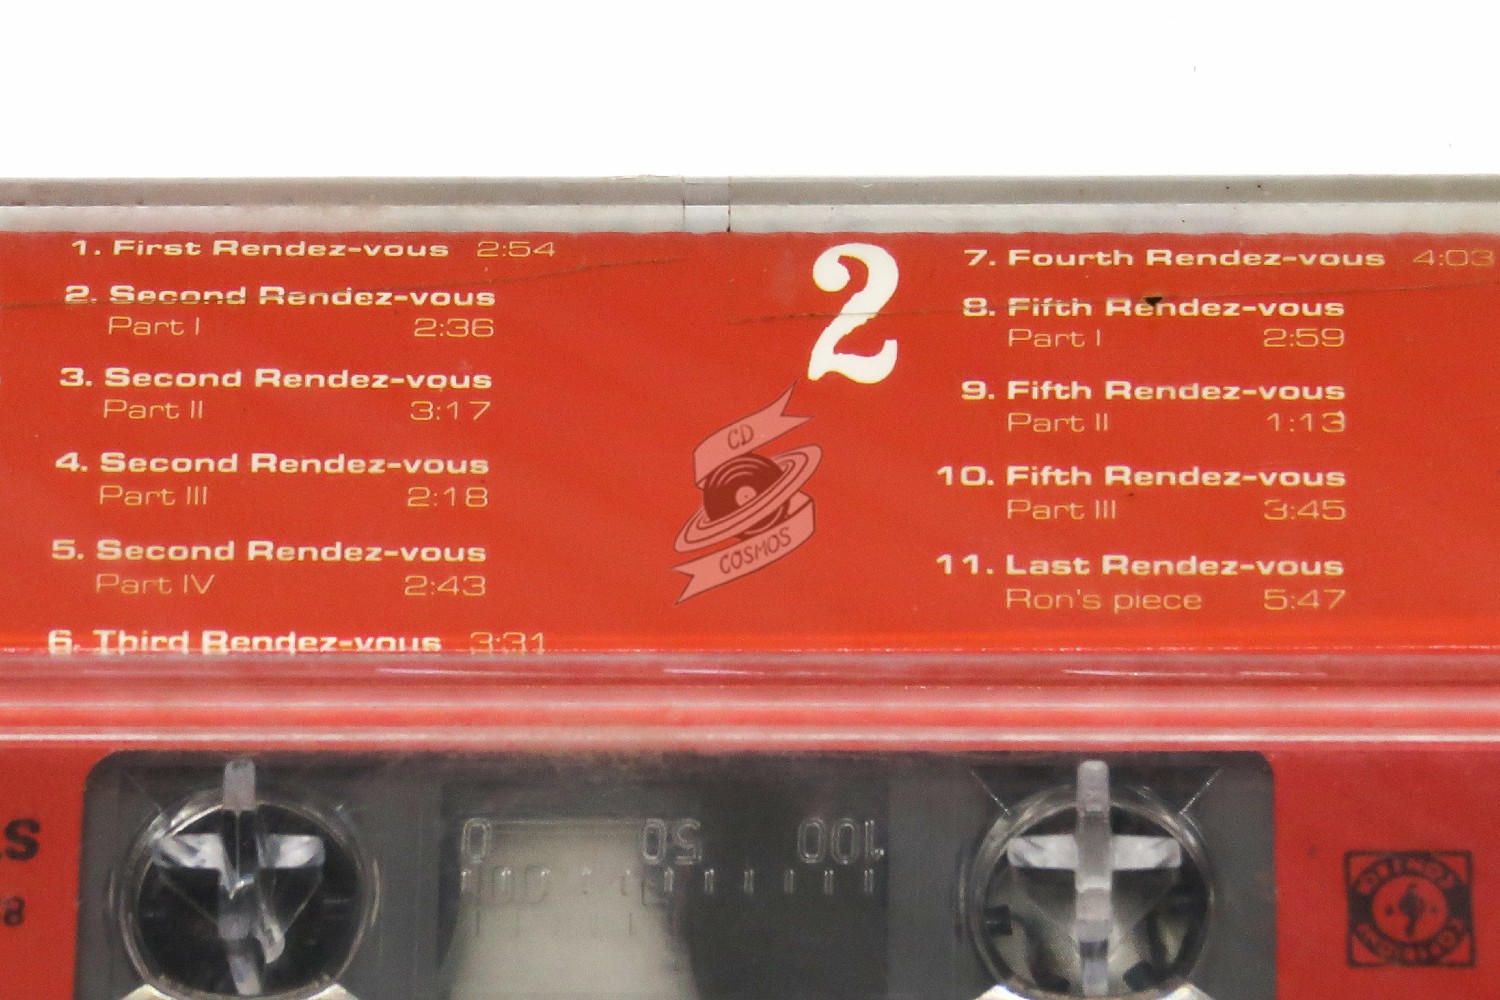 1. First Rendez-vous 2:54
2. Second Rendez-vous
Part I 2:36
3. Second Rendez-vous
Part II 3:17
4. Second Rendez-vous
Part III 2:18
5. Second Rendez-vous
Part IV 2:43
6. Third Rendez-vous 3:31
2
7. Fourth Rendez-vous 4:03
8. Fifth Rendez-vous
Part I 2:59
9. Fifth Rendez-vous
Part II 1:13
10. Fifth Rendez-vous
Part III 3:45
11. Last Rendez-vous
Ron's piece 5:47
CD
COSMOS
0 50 100